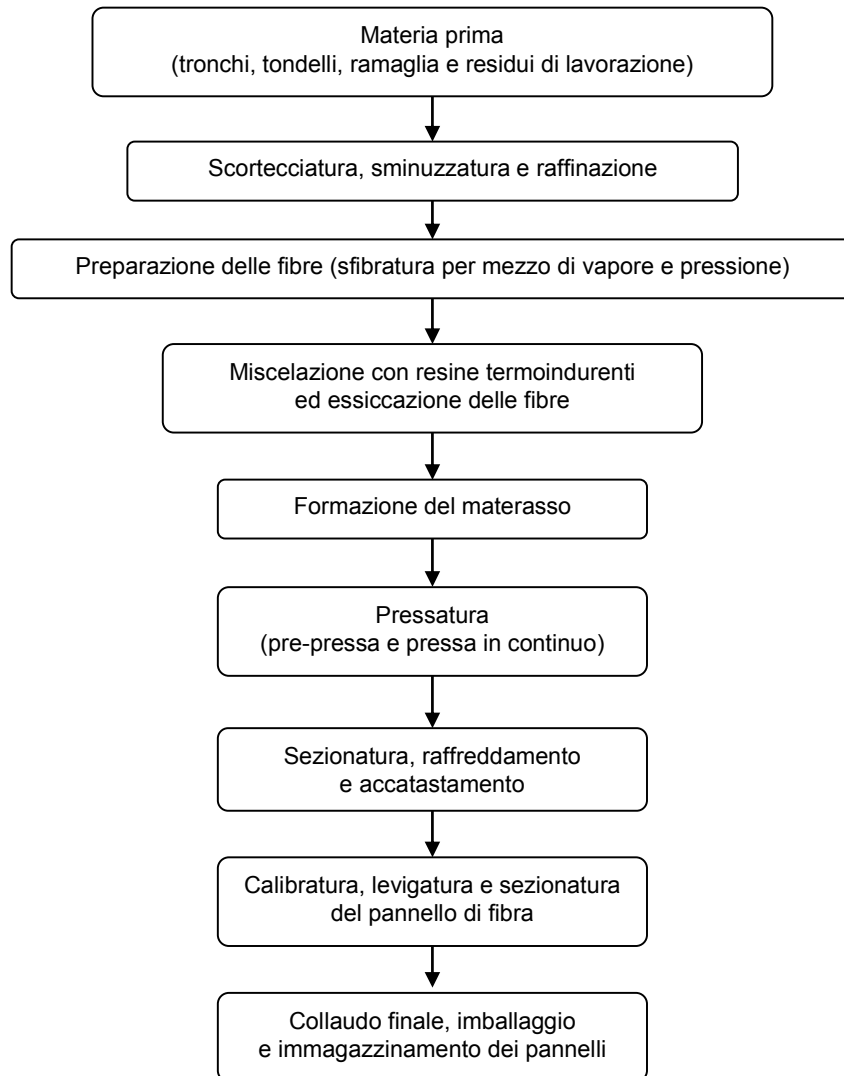 Materia prima
(tronchi, tondelli, ramaglia e residui di lavorazione)
Scortecciatura, sminuzzatura e raffinazione
Preparazione delle fibre (sfibratura per mezzo di vapore e pressione)
Miscelazione con resine termoindurenti
ed essiccazione delle fibre
Formazione del materasso
Pressatura
(pre-pressa e pressa in continuo)
Sezionatura, raffreddamento
e accatastamento
Calibratura, levigatura e sezionatura
del pannello di fibra
Collaudo finale, imballaggio
e immagazzinamento dei pannelli